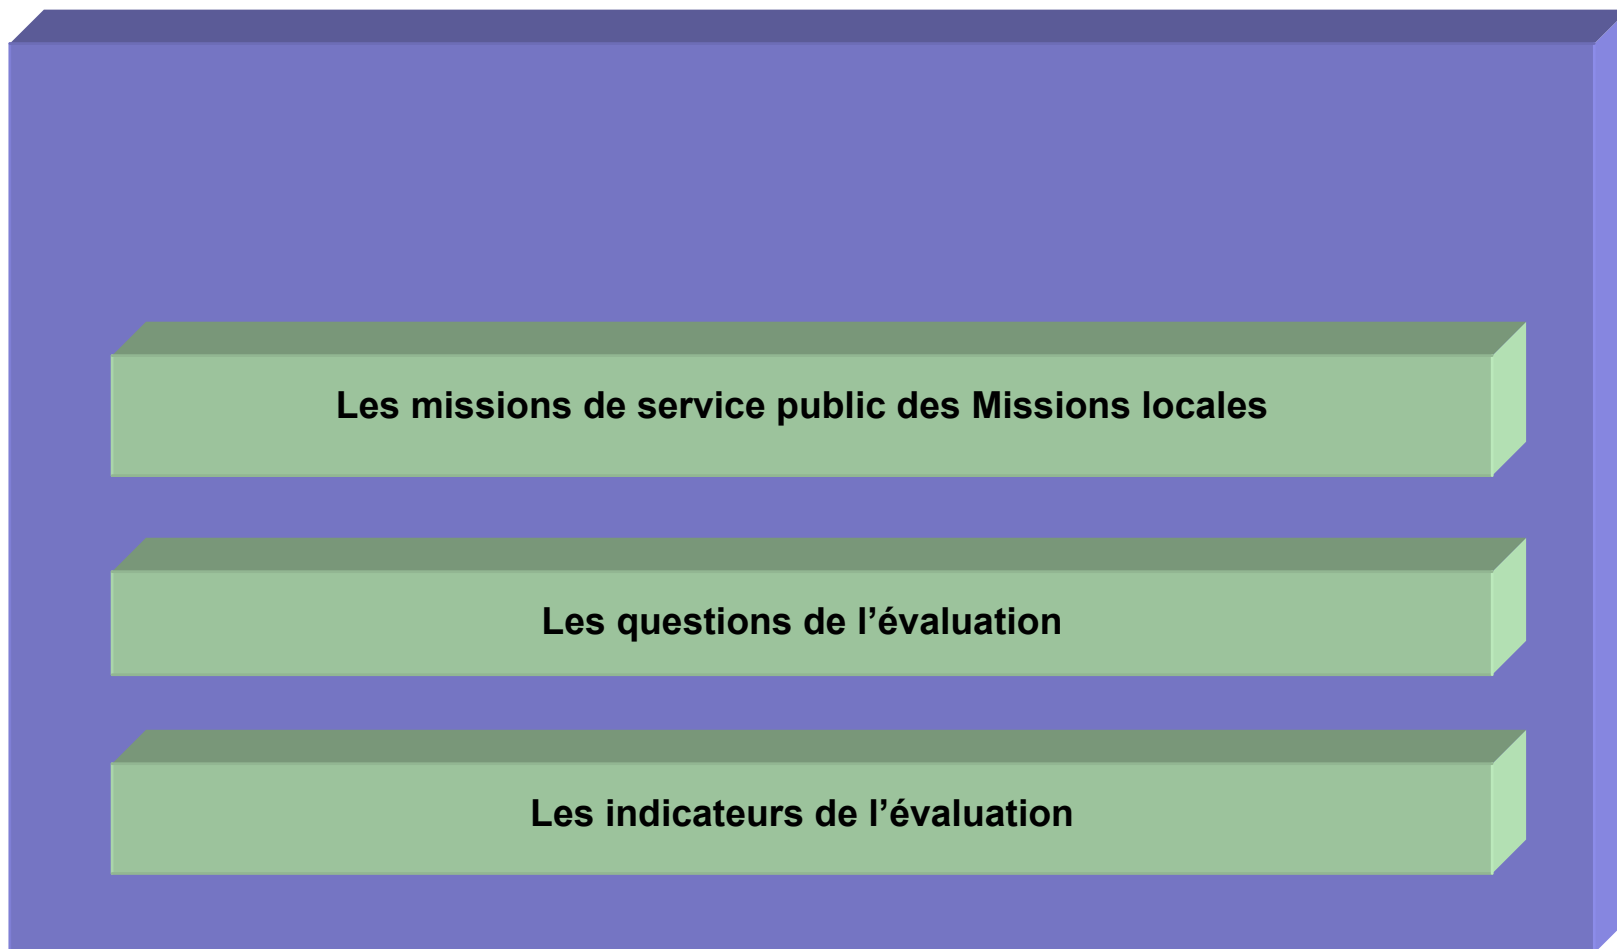 Les missions de service public des Missions locales
Les questions de l’évaluation
Les indicateurs de l’évaluation